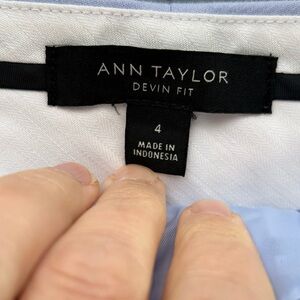 ANN TAYLOR
DEVIN FIT
4
MADE IN
INDONESIA